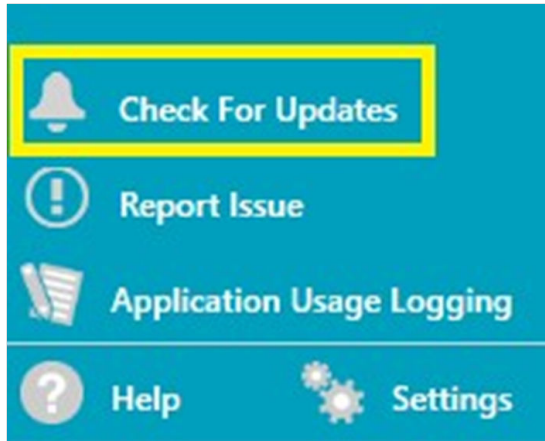 Check For Updates
Report Issue
Application Usage Logging
Help Settings